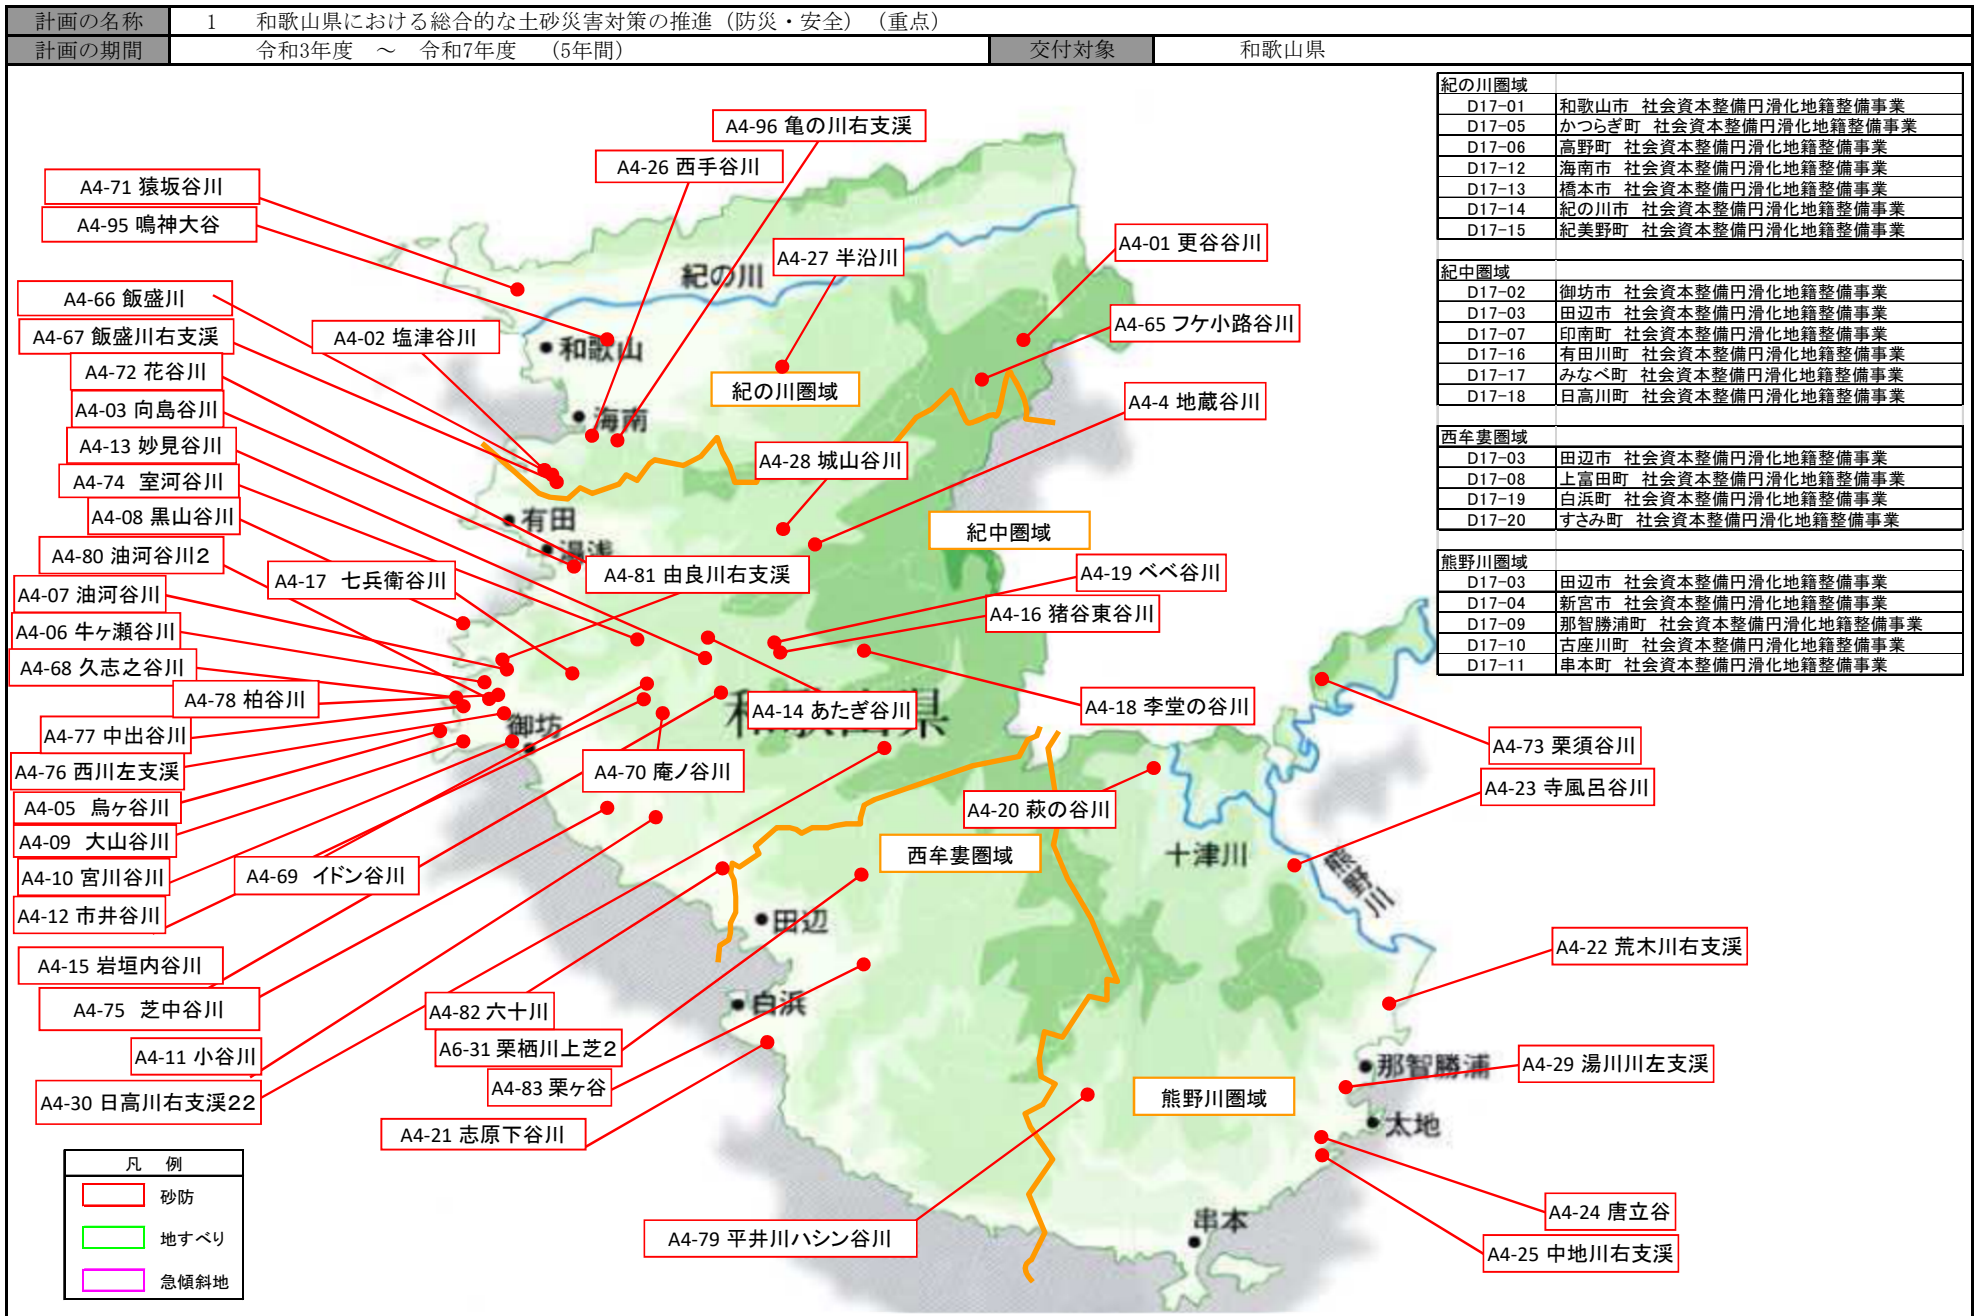 計画の名称 1 和歌山県における総合的な土砂災害対策の推進（防災・安全）（重点）
計画の期間 令和3年度 ～ 令和7年度 （5年間） 交付対象 和歌山県
紀の川圏域
D17-01 和歌山市 社会資本整備円滑化地籍整備事業
D17-05 かつらぎ町 社会資本整備円滑化地籍整備事業
D17-06 高野町 社会資本整備円滑化地籍整備事業
D17-12 海南市 社会資本整備円滑化地籍整備事業
D17-13 橋本市 社会資本整備円滑化地籍整備事業
D17-14 紀の川市 社会資本整備円滑化地籍整備事業
D17-15 紀美野町 社会資本整備円滑化地籍整備事業
紀中圏域
D17-02 御坊市 社会資本整備円滑化地籍整備事業
D17-03 田辺市 社会資本整備円滑化地籍整備事業
D17-07 印南町 社会資本整備円滑化地籍整備事業
D17-16 有田川町 社会資本整備円滑化地籍整備事業
D17-17 みなべ町 社会資本整備円滑化地籍整備事業
D17-18 日高川町 社会資本整備円滑化地籍整備事業
西牟婁圏域
D17-03 田辺市 社会資本整備円滑化地籍整備事業
D17-08 上富田町 社会資本整備円滑化地籍整備事業
D17-19 白浜町 社会資本整備円滑化地籍整備事業
D17-20 すさみ町 社会資本整備円滑化地籍整備事業
熊野川圏域
D17-03 田辺市 社会資本整備円滑化地籍整備事業
D17-04 新宮市 社会資本整備円滑化地籍整備事業
D17-09 那智勝浦町 社会資本整備円滑化地籍整備事業
D17-10 古座川町 社会資本整備円滑化地籍整備事業
D17-11 串本町 社会資本整備円滑化地籍整備事業
A4-96 亀の川右支渓
A4-26 西手谷川
A4-71 猿坂谷川
A4-95 鳴神大谷
A4-01 更谷谷川
A4-27 半沿川
紀の川
A4-66 飯盛川
A4-67 飯盛川右支渓
A4-02 塩津谷川
A4-65 フケ小路谷川
和歌山
A4-72 花谷川
紀の川圏域
A4-03 向島谷川
A4-4 地蔵谷川
海南
A4-13 妙見谷川
A4-28 城山谷川
A4-74 室河谷川
A4-08 黒山谷川
有田
紀中圏域
湯浅
A4-80 油河谷川2
A4-17 七兵衛谷川
A4-81 由良川右支渓
A4-19 ベベ谷川
A4-07 油河谷川
A4-16 猪谷東谷川
A4-06 牛ヶ瀬谷川
A4-68 久志之谷川
A4-78 柏谷川
和歌山県
A4-14 あたぎ谷川
A4-18 李堂の谷川
御坊
A4-77 中出谷川
A4-73 栗須谷川
A4-76 西川左支渓
A4-70 庵ノ谷川
A4-23 寺風呂谷川
A4-05 烏ヶ谷川
A4-20 萩の谷川
A4-09 大山谷川
西牟婁圏域
十津川
A4-10 宮川谷川
A4-69 イドン谷川
熊野川
A4-12 市井谷川
田辺
A4-22 荒木川右支渓
A4-15 岩垣内谷川
A4-75 芝中谷川
A4-82 六十川
白浜
A4-11 小谷川
A6-31 栗栖川上芝2
那智勝浦
A4-29 湯川川左支渓
A4-83 栗ヶ谷
A4-30 日高川右支渓22
熊野川圏域
太地
A4-21 志原下谷川
凡 例
砂防
地すべり
急傾斜地
A4-24 唐立谷
A4-79 平井川ハシン谷川
串本
A4-25 中地川右支渓